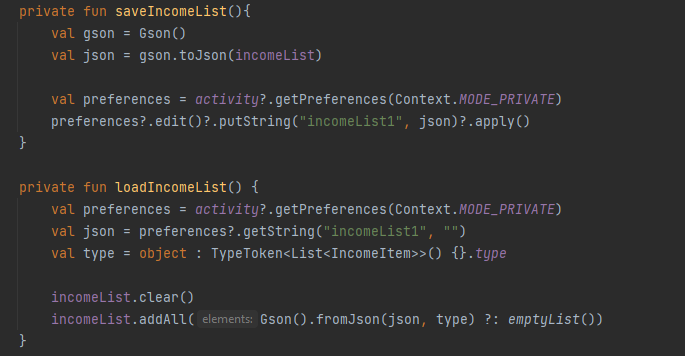 private fun saveIncomeList(){
val gson = Gson()
val json = gson.toJson(incomeList)
val preferences = activity?.getPreferences(Context.MODE_PRIVATE)
preferences?.edit()?.putString("incomeList1", json)?.apply()
}
private fun loadIncomeList() {
val preferences = activity?.getPreferences(Context.MODE_PRIVATE)
val json = preferences?.getString("incomeList1", "")
val type = object : TypeToken<List<IncomeItem>>() {}.type
incomeList.clear()
incomeList.addAll( elements: Gson().fromJson(json, type) ?: emptyList())
}